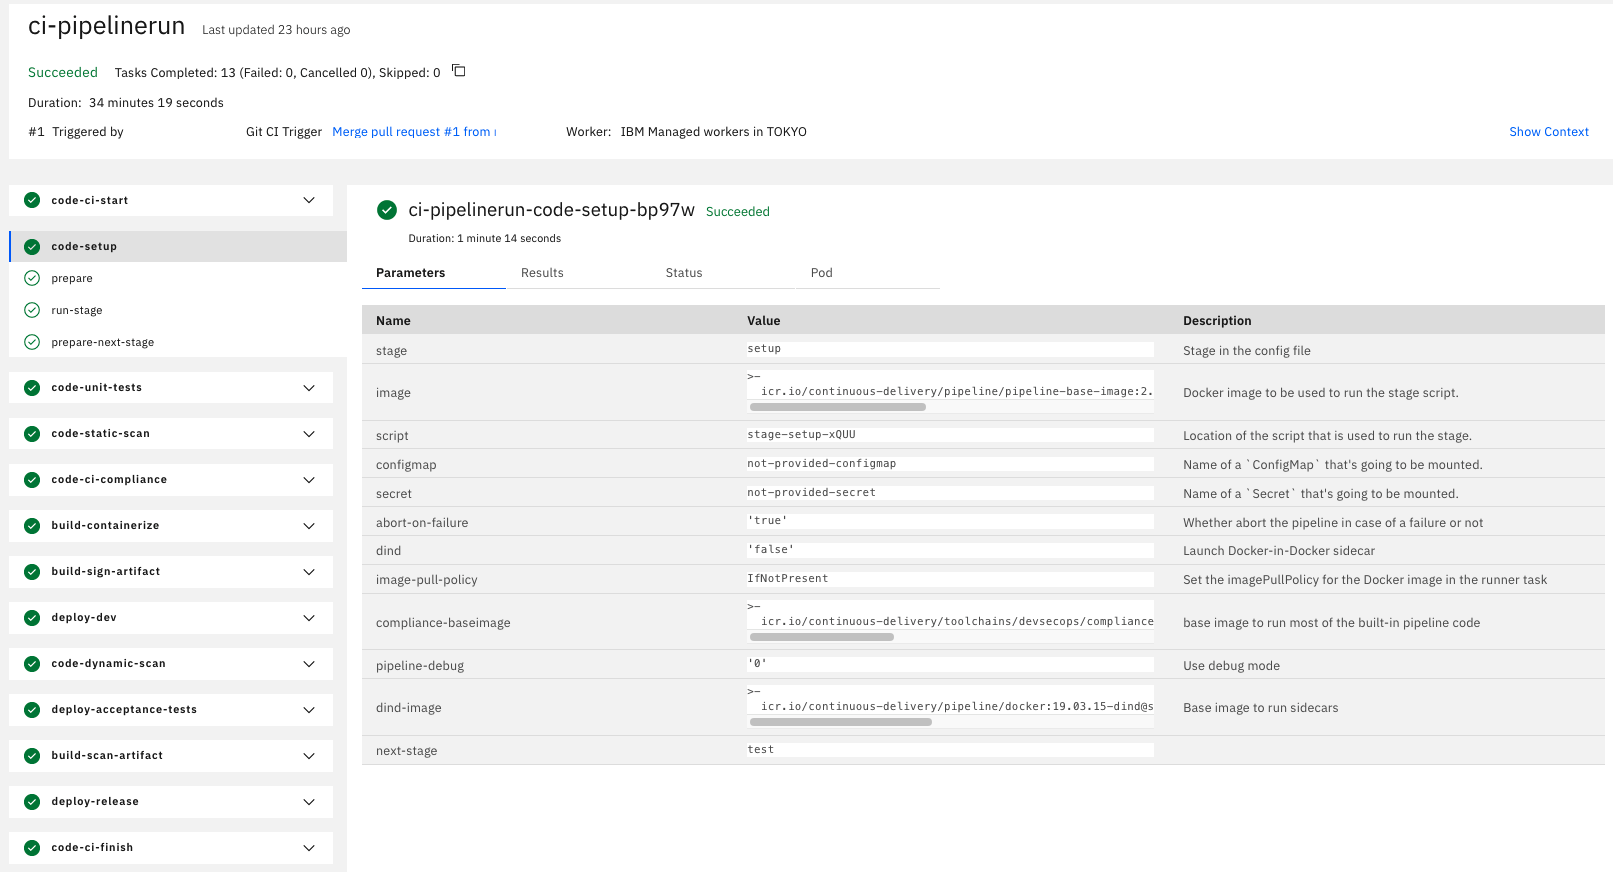 ci-pipelinerun Last updated 23 hours ago
Succeeded Tasks Completed: 13 (Failed: 0, Cancelled 0), Skipped: 0
Duration: 34 minutes 19 seconds
#1 Triggered by Git CI Trigger Merge pull request #1 from Worker: IBM Managed workers in TOKYO Show Context
code-ci-start
code-setup
prepare
run-stage
prepare-next-stage
code-unit-tests
code-static-scan
code-ci-compliance
build-containerize
build-sign-artifact
deploy-dev
code-dynamic-scan
deploy-acceptance-tests
build-scan-artifact
deploy-release
code-ci-finish
ci-pipelinerun-code-setup-bp97w Succeeded
Duration: 1 minute 14 seconds
Parameters Results Status Pod
Name Value Description
stage setup Stage in the config file
image >-
icr.io/continuous-delivery/pipeline/pipeline-base-image:2. Docker image to be used to run the stage script.
script stage-setup-xQUU Location of the script that is used to run the stage.
configmap not-provided-configmap Name of a `ConfigMap` that's going to be mounted.
secret not-provided-secret Name of a `Secret` that's going to be mounted.
abort-on-failure 'true' Whether abort the pipeline in case of a failure or not
dind 'false' Launch Docker-in-Docker sidecar
image-pull-policy IfNotPresent Set the imagePullPolicy for the Docker image in the runner task
compliance-baseimage >-
icr.io/continuous-delivery/toolchains/devsecops/compliance base image to run most of the built-in pipeline code
pipeline-debug '0' Use debug mode
dind-image >-
icr.io/continuous-delivery/pipeline/docker:19.03.15-dind@s Base image to run sidecars
next-stage test